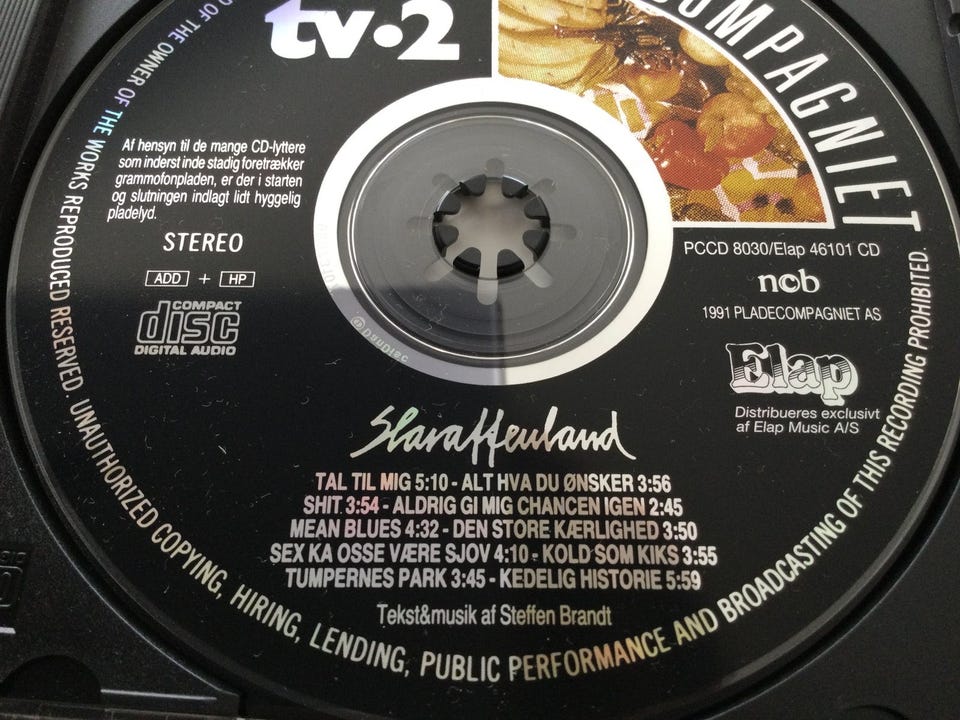 tv·2
COMPAGNIET
Af hensyn til de mange CD-lyttere
som inderst inde stadig foretrækker
grammofonpladen, er der i starten
og slutningen indlagt lidt hyggelig
pladelyd.
STEREO
ADD + HP
COMPACT
disc
DIGITAL AUDIO
PCCD 8030/Elap 46101 CD
ncb
1991 PLADECOMPAGNIET AS
Elap
Distribueres exclusivt
af Elap Music A/S
DanDisc
Slaraffenland
TAL TIL MIG 5:10 - ALT HVA DU ØNSKER 3:56
SHIT 3:54 - ALDRIG GI MIG CHANCEN IGEN 2:45
MEAN BLUES 4:32 - DEN STORE KÆRLIGHED 3:50
SEX KA OSSE VÆRE SJOV 4:10 - KOLD SOM KIKS 3:55
TUMPERNES PARK 3:45 - KEDELIG HISTORIE 5:59
Tekst&musik af Steffen Brandt
OF THE OWNER OF THE WORKS REPRODUCED RESERVED. UNAUTHORIZED COPYING, HIRING, LENDING, PUBLIC PERFORMANCE AND BROADCASTING OF THIS RECORDING PROHIBITED.